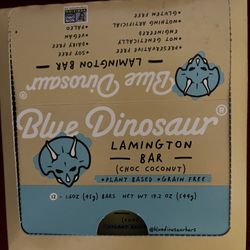 •NOTHING ARTIFICIAL
•GLUTEN FREE
•PRESERVATIVE FREE
•NOT GENETICALLY
ENGINEERED
•SOY FREE
•DAIRY FREE
•VEGAN
•PALEO
LAMINGTON
BAR
Blue Dinosaur
Blue Dinosaur®
LAMINGTON
BAR
(CHOC COCONUT)
•PLANT BASED •GRAIN FREE
12 - 1.6OZ (45g) BARS NET WT 19.2 OZ (544g)
@bluedinosaurbars